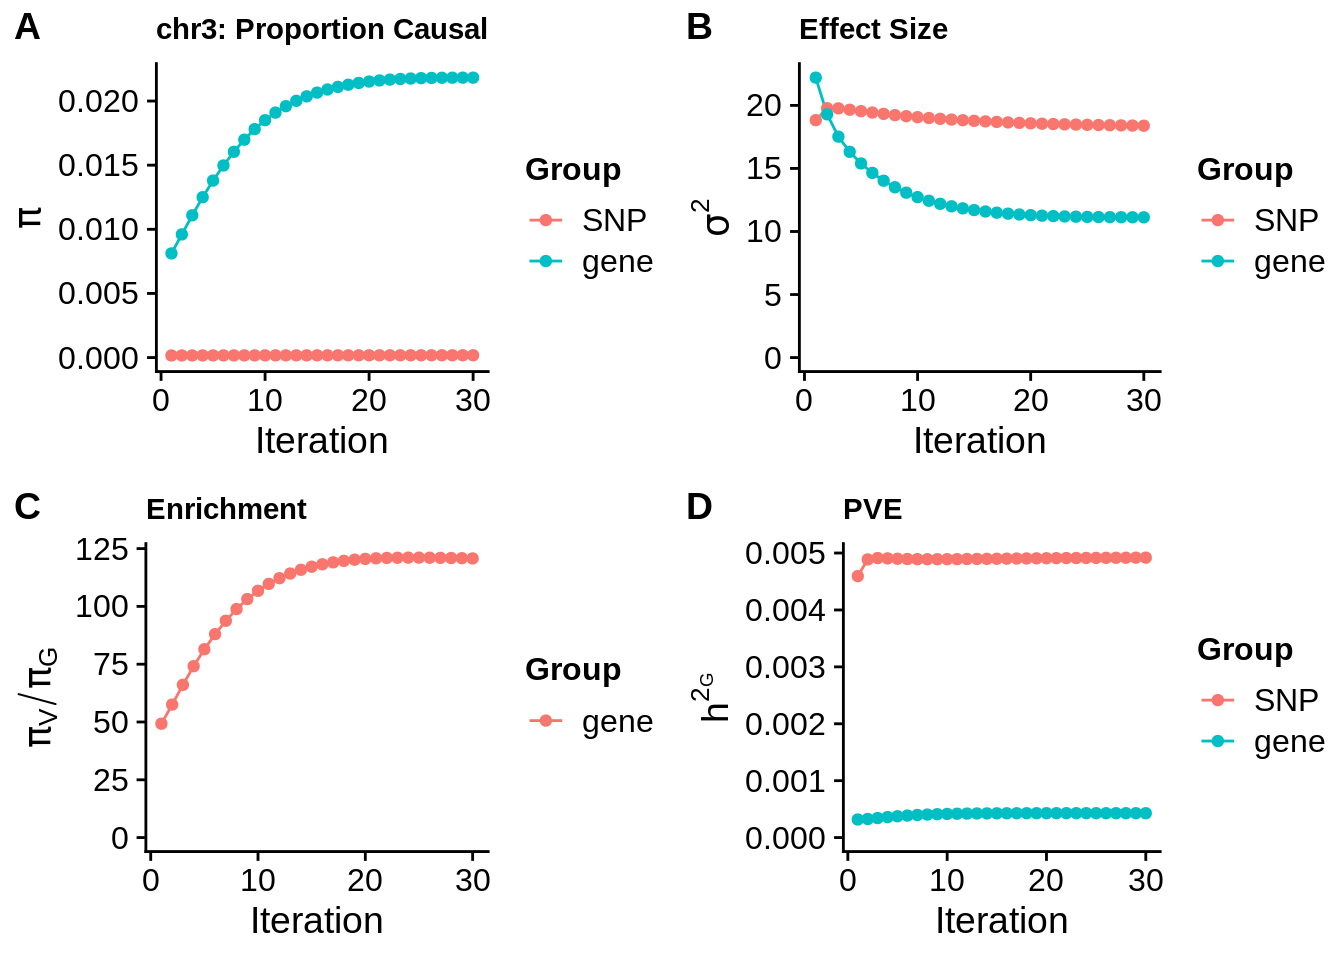 A
chr3: Proportion Causal
π
0.020
0.015
0.010
0.005
0.000
0 10 20 30
Iteration
Group
SNP
gene
B
Effect Size
σ²
20
15
10
5
0
0 10 20 30
Iteration
Group
SNP
gene
C
Enrichment
πV/πG
125
100
75
50
25
0
0 10 20 30
Iteration
Group
gene
D
PVE
h²G
0.005
0.004
0.003
0.002
0.001
0.000
0 10 20 30
Iteration
Group
SNP
gene